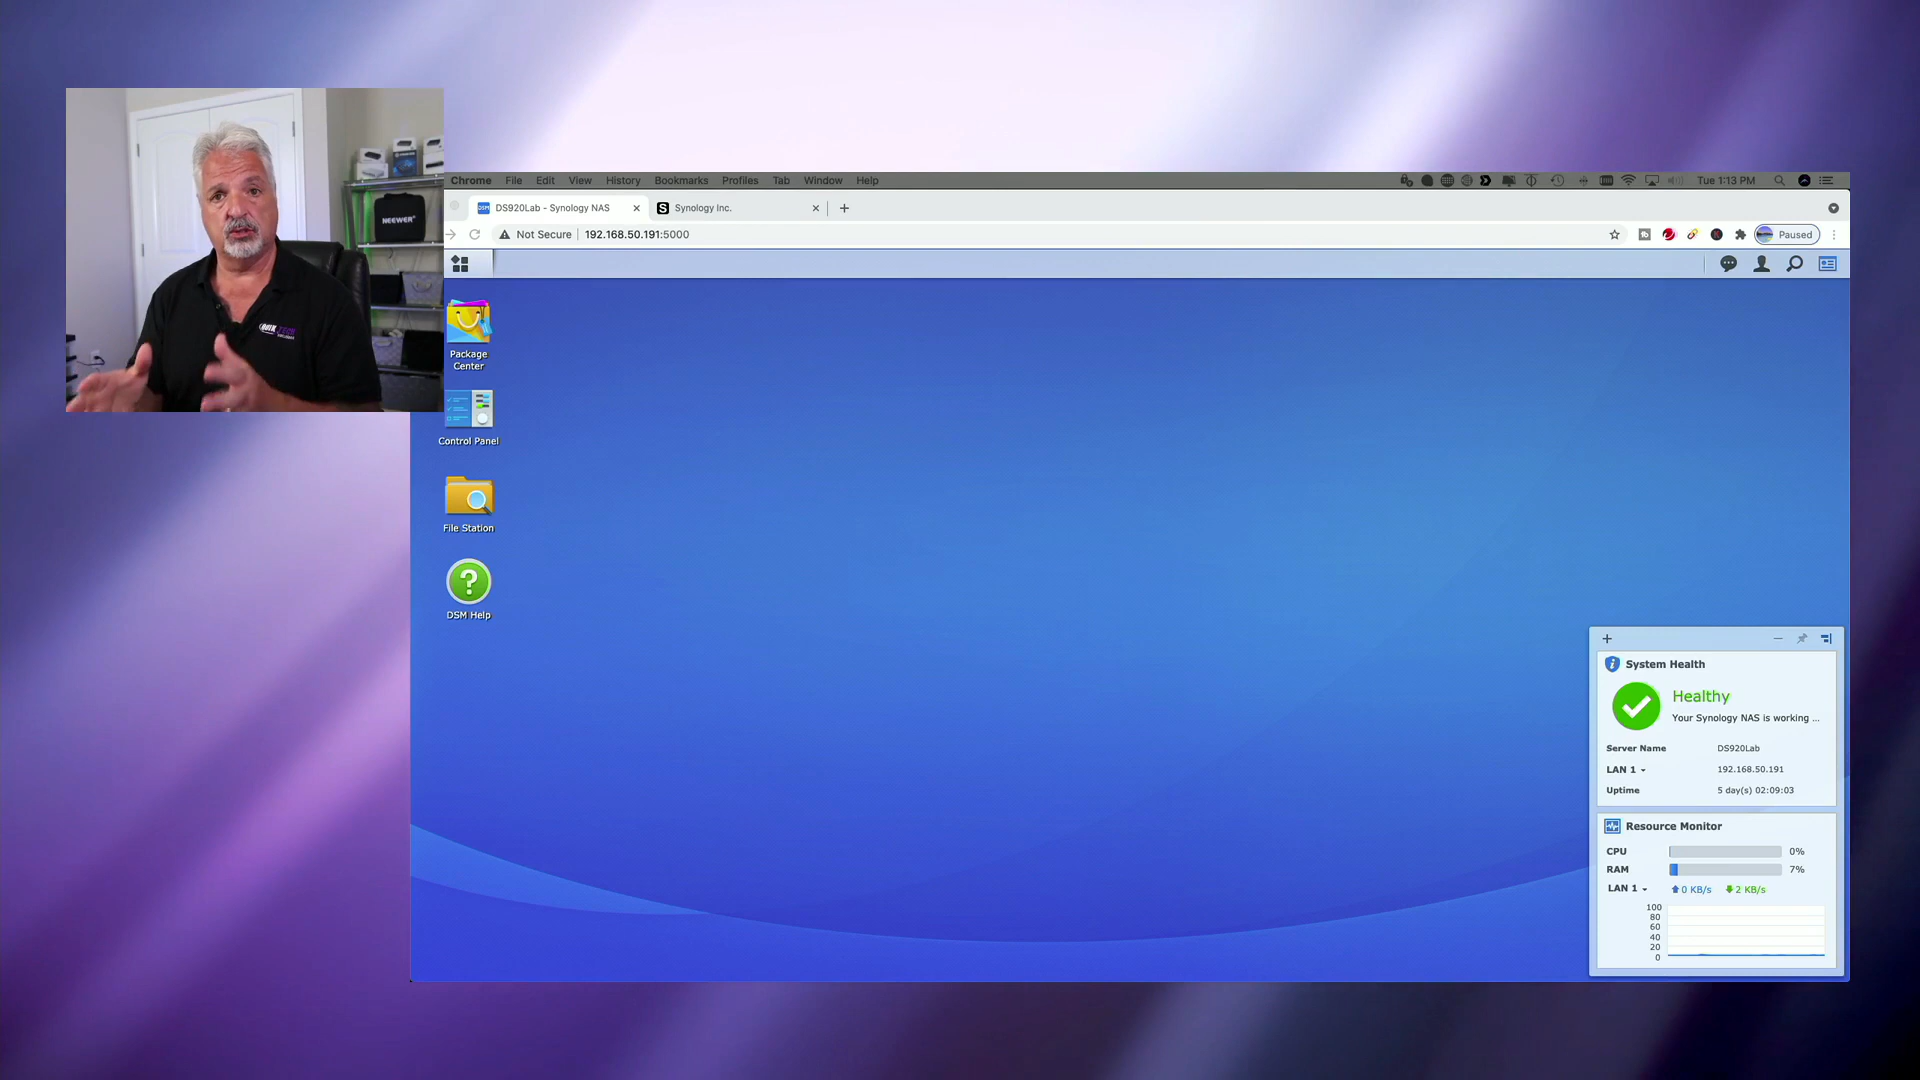 Chrome File Edit View History Bookmarks Profiles Tab Window Help Tue 1:13 PM
DS920Lab - Synology NAS Synology Inc.
Not Secure 192.168.50.191:5000 Paused
NEEWER
Package
Center
Control Panel
File Station
DSM Help
System Health
Healthy
Your Synology NAS is working ...
Server Name DS920Lab
LAN 1 192.168.50.191
Uptime 5 day(s) 02:09:03
Resource Monitor
CPU 0%
RAM 7%
LAN 1 0 KB/s 2 KB/s
100
80
60
40
20
0